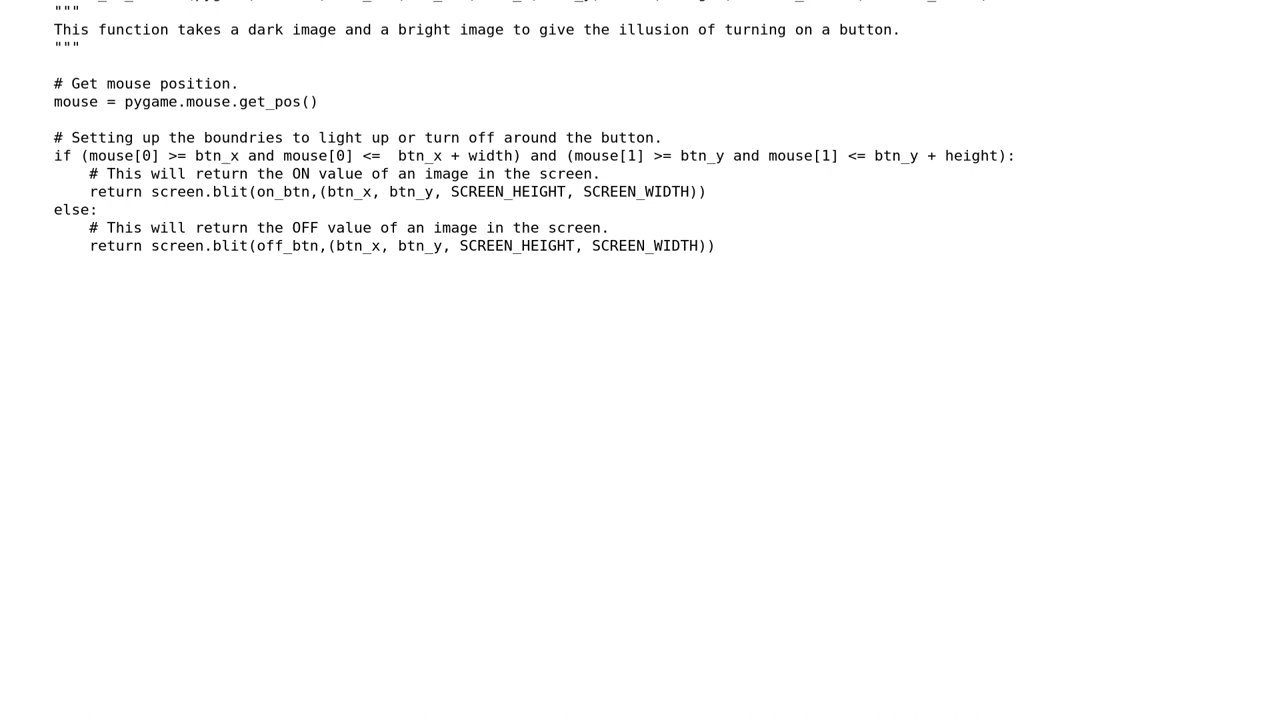 """
This function takes a dark image and a bright image to give the illusion of turning on a button.
"""
# Get mouse position.
mouse = pygame.mouse.get_pos()
# Setting up the boundries to light up or turn off around the button.
if (mouse[0] >= btn_x and mouse[0] <=  btn_x + width) and (mouse[1] >= btn_y and mouse[1] <= btn_y + height):
    # This will return the ON value of an image in the screen.
    return screen.blit(on_btn,(btn_x, btn_y, SCREEN_HEIGHT, SCREEN_WIDTH))
else:
    # This will return the OFF value of an image in the screen.
    return screen.blit(off_btn,(btn_x, btn_y, SCREEN_HEIGHT, SCREEN_WIDTH))